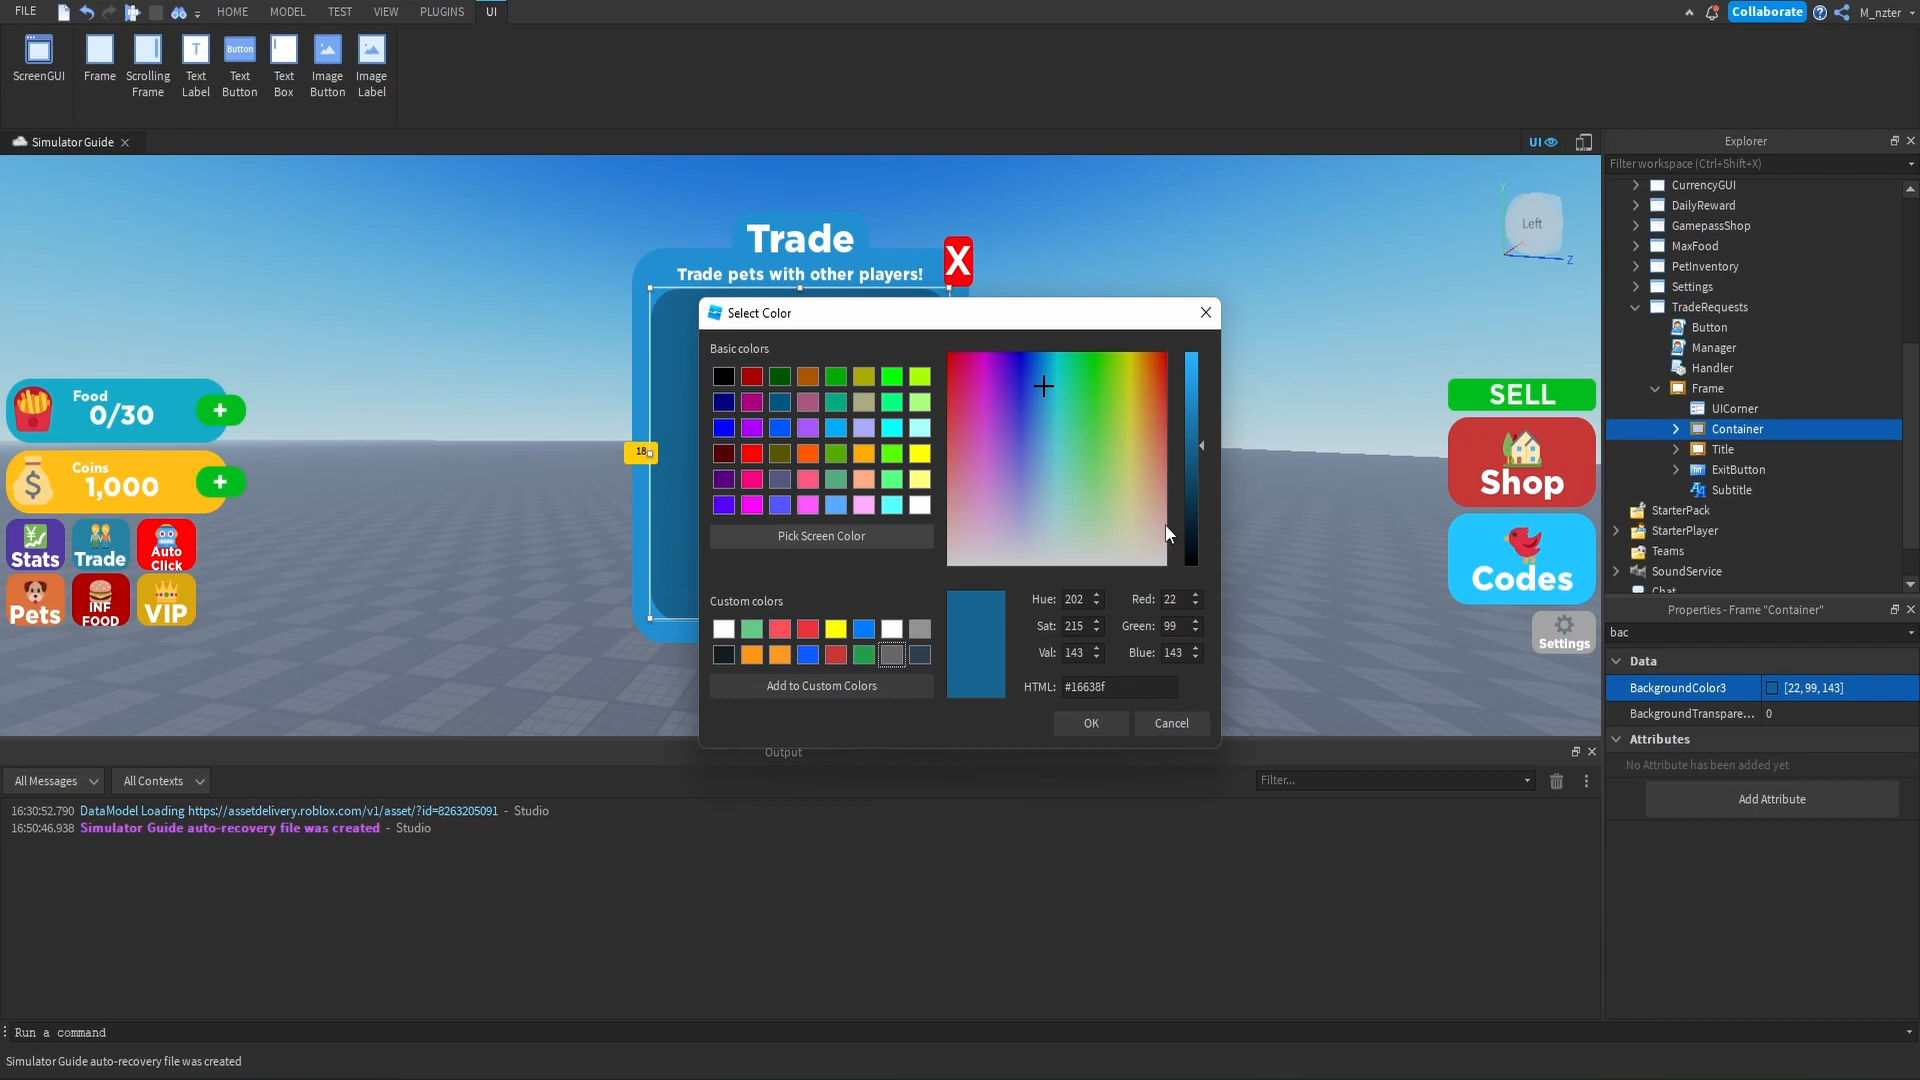 FILE HOME MODEL TEST VIEW PLUGINS UI Collaborate M_nzter
ScreenGUI Frame Scrolling Frame Text Label Text Button Text Box Image Button Image Label
Button
T
Simulator Guide
UI
Explorer
Filter workspace (Ctrl+Shift+X)
CurrencyGUI
DailyReward
GamepassShop
MaxFood
PetInventory
Settings
TradeRequests
Button
Manager
Handler
Frame
UICorner
Container
Title
ExitButton
Subtitle
StarterPack
StarterPlayer
Teams
SoundService
Chat
Y
Left
Z
Trade
Trade pets with other players!
X
Food
0/30
+
Coins
1,000
+
Stats
Trade
Auto
Click
Pets
INF
FOOD
VIP
18
SELL
Shop
Codes
Settings
Select Color
Basic colors
Pick Screen Color
Custom colors
Add to Custom Colors
Hue: 202 Red: 22
Sat: 215 Green: 99
Val: 143 Blue: 143
HTML: #16638f
OK Cancel
Properties - Frame "Container"
bac
Data
BackgroundColor3 [22, 99, 143]
BackgroundTranspare... 0
Attributes
No Attribute has been added yet
Add Attribute
Output
All Messages All Contexts Filter...
16:30:52.790 DataModel Loading https://assetdelivery.roblox.com/v1/asset/?id=8263205091 - Studio
16:50:46.938 Simulator Guide auto-recovery file was created - Studio
Run a command
Simulator Guide auto-recovery file was created